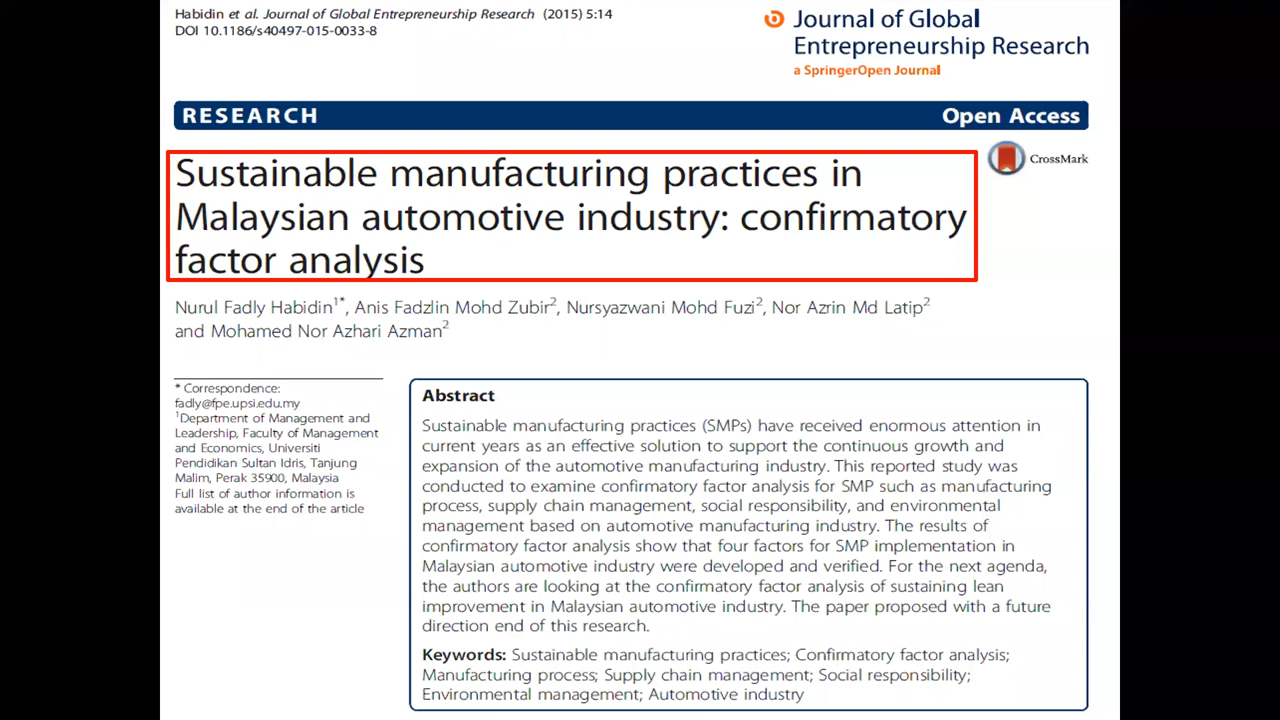 Habidin et al. Journal of Global Entrepreneurship Research (2015) 5:14
DOI 10.1186/s40497-015-0033-8
Journal of Global
Entrepreneurship Research
a SpringerOpen Journal
RESEARCH
Open Access
CrossMark
Sustainable manufacturing practices in
Malaysian automotive industry: confirmatory
factor analysis
Nurul Fadly Habidin1*, Anis Fadzlin Mohd Zubir2, Nursyazwani Mohd Fuzi2, Nor Azrin Md Latip2
and Mohamed Nor Azhari Azman2
* Correspondence:
fadly@fpe.upsi.edu.my
1Department of Management and
Leadership, Faculty of Management
and Economics, Universiti
Pendidikan Sultan Idris, Tanjung
Malim, Perak 35900, Malaysia
Full list of author information is
available at the end of the article
Abstract
Sustainable manufacturing practices (SMPs) have received enormous attention in
current years as an effective solution to support the continuous growth and
expansion of the automotive manufacturing industry. This reported study was
conducted to examine confirmatory factor analysis for SMP such as manufacturing
process, supply chain management, social responsibility, and environmental
management based on automotive manufacturing industry. The results of
confirmatory factor analysis show that four factors for SMP implementation in
Malaysian automotive industry were developed and verified. For the next agenda,
the authors are looking at the confirmatory factor analysis of sustaining lean
improvement in Malaysian automotive industry. The paper proposed with a future
direction end of this research.
Keywords: Sustainable manufacturing practices; Confirmatory factor analysis;
Manufacturing process; Supply chain management; Social responsibility;
Environmental management; Automotive industry